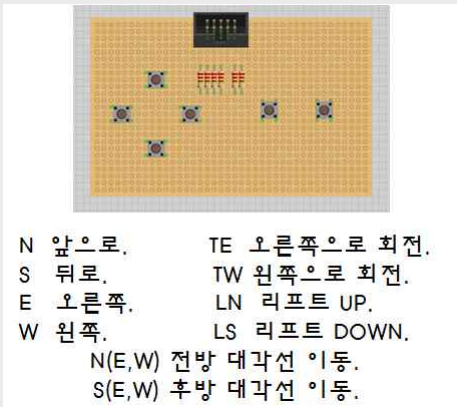 N 앞으로. TE 오른쪽으로 회전.
S 뒤로. TW 왼쪽으로 회전.
E 오른쪽. LN 리프트 UP.
W 왼쪽. LS 리프트 DOWN.
N(E,W) 전방 대각선 이동.
S(E,W) 후방 대각선 이동.